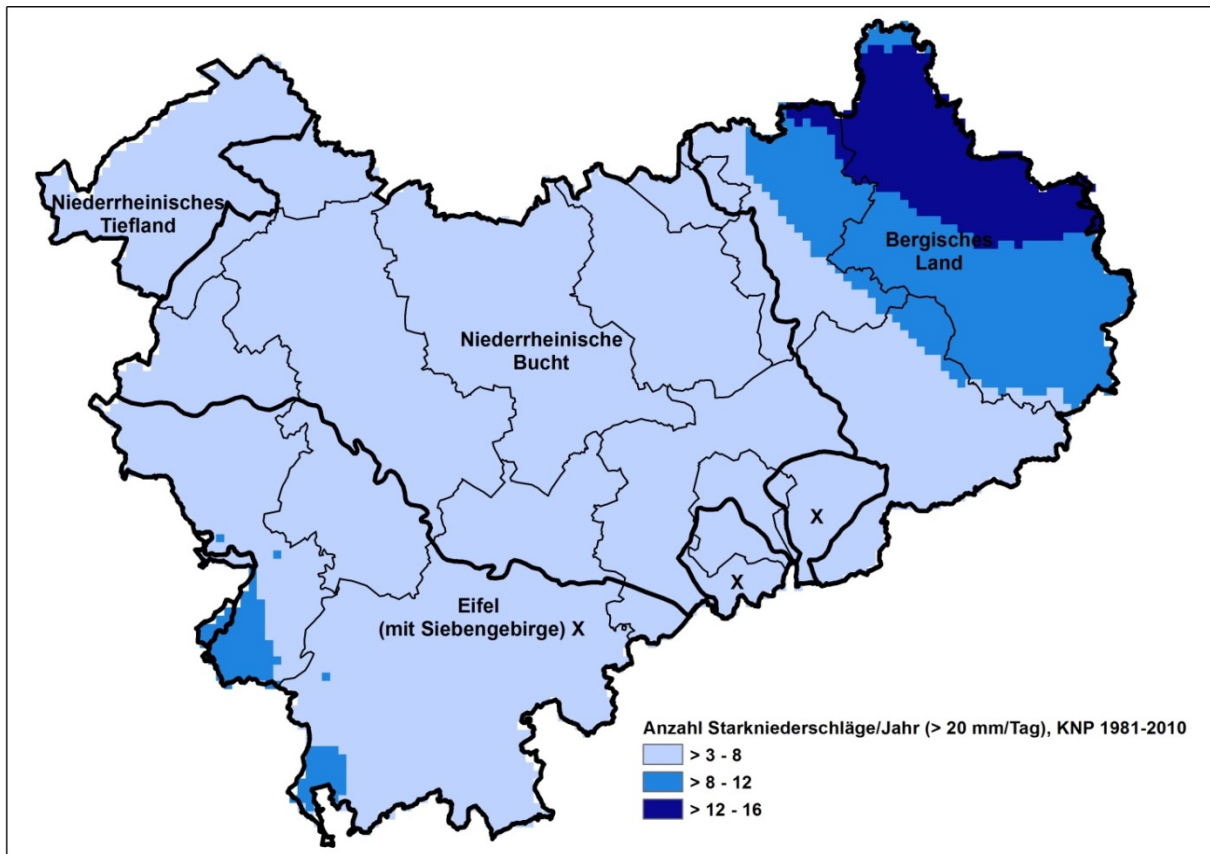 Niederrheinisches
Tiefland
Bergisches
Land
Niederrheinische
Bucht
X
X
Eifel
(mit Siebengebirge) X
Anzahl Starkniederschläge/Jahr (> 20 mm/Tag), KNP 1981-2010
> 3 - 8
> 8 - 12
> 12 - 16